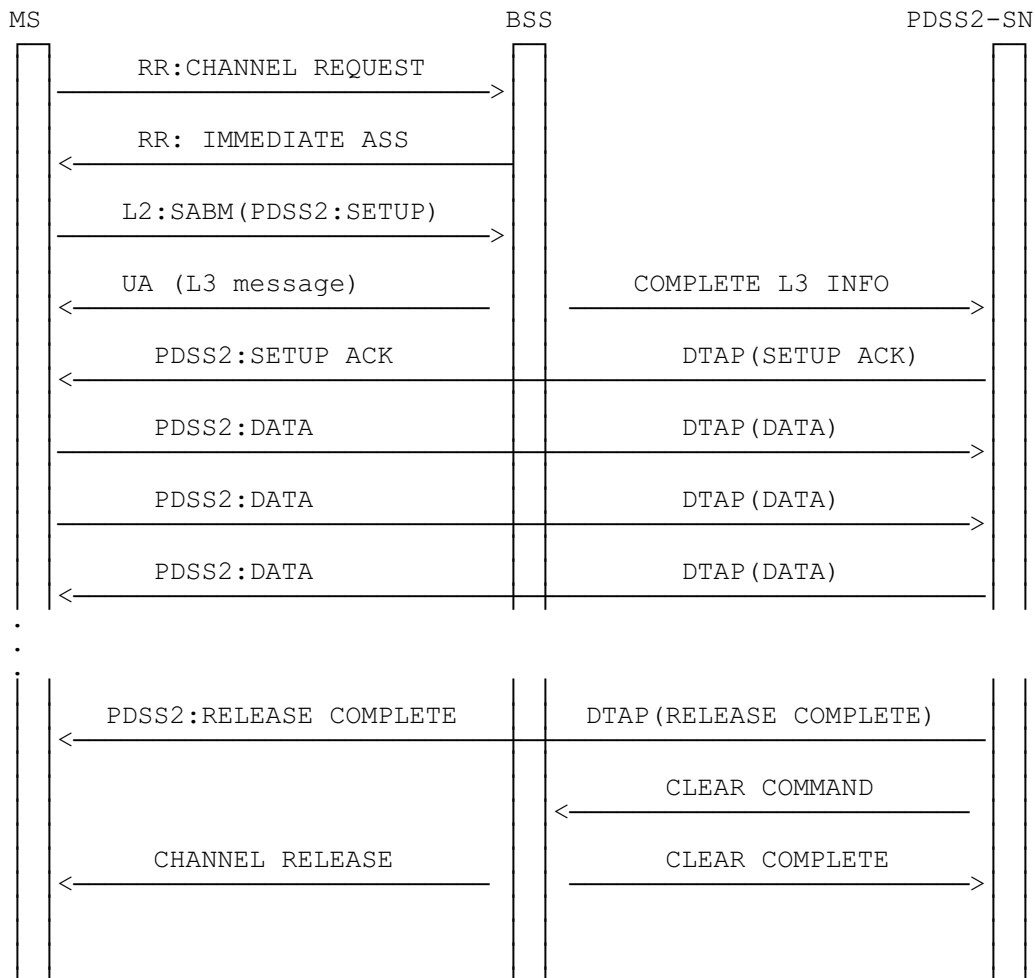 MS BSS PDSS2-SN
RR:CHANNEL REQUEST
RR: IMMEDIATE ASS
L2:SABM(PDSS2:SETUP)
UA (L3 message) COMPLETE L3 INFO
PDSS2:SETUP ACK DTAP(SETUP ACK)
PDSS2:DATA DTAP(DATA)
PDSS2:DATA DTAP(DATA)
PDSS2:DATA DTAP(DATA)
.
.
.
PDSS2:RELEASE COMPLETE DTAP(RELEASE COMPLETE)
CLEAR COMMAND
CHANNEL RELEASE CLEAR COMPLETE